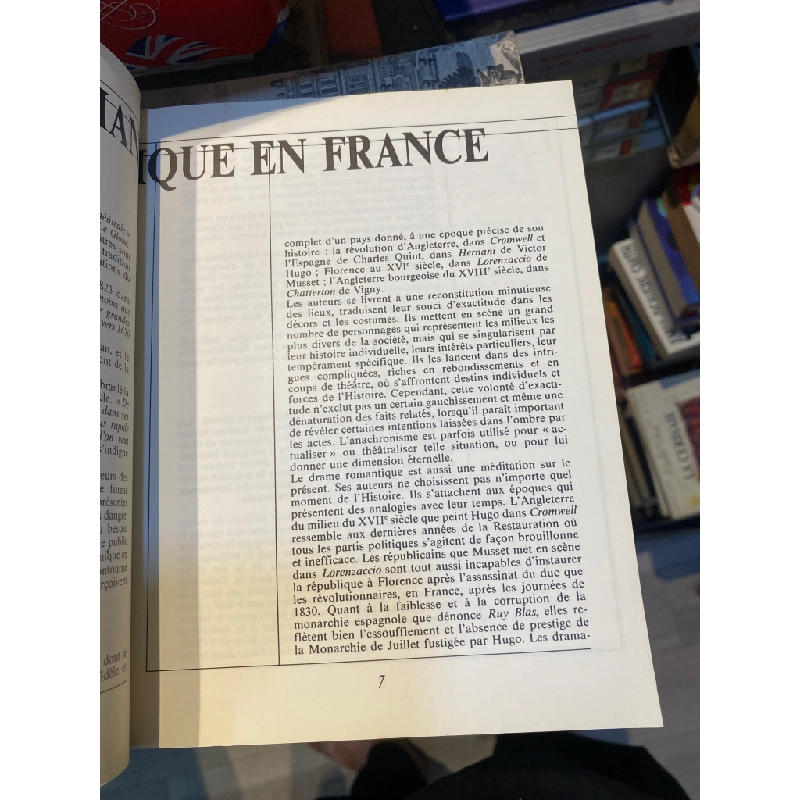 IQUE EN FRANCE
complet d'un pays donné, à une époque précise de son
histoire : la révolution d'Angleterre, dans Cromwell et
l'Espagne de Charles Quint, dans Hernani de Victor
Hugo ; Florence au XVIe siècle, dans Lorenzaccio de
Musset ; l'Angleterre bourgeoise du XVIIIe siècle, dans
Chatterton de Vigny.
Les auteurs se livrent à une reconstitution minutieuse
des lieux, traduisent leur souci d'exactitude dans les
décors et les costumes. Ils mettent en scène un grand
nombre de personnages qui représentent les milieux les
plus divers de la société, mais qui se singularisent par
leur histoire individuelle, leurs intérêts particuliers, leur
tempérament spécifique. Ils les lancent dans des intri-
gues compliquées, riches en rebondissements et en
coups de théâtre, où s'affrontent destins individuels et
forces de l'Histoire. Cependant, cette volonté d'exacti-
tude n'exclut pas un certain gauchissement et même une
dénaturation des faits relatés, lorsqu'il paraît important
de révéler certaines intentions laissées dans l'ombre par
les actes. L'anachronisme est parfois utilisé pour « ac-
tualiser » ou théâtraliser telle situation, ou pour lui
donner une dimension éternelle.
Le drame romantique est aussi une méditation sur le
présent. Ses auteurs ne choisissent pas n'importe quel
moment de l'Histoire. Ils s'attachent aux époques qui
présentent des analogies avec leur temps. L'Angleterre
du milieu du XVIIe siècle que peint Hugo dans Cromwell
ressemble aux dernières années de la Restauration où
tous les partis politiques s'agitent de façon brouillonne
et inefficace. Les républicains que Musset met en scène
dans Lorenzaccio sont tout aussi incapables d'instaurer
la république à Florence après l'assassinat du duc que
les révolutionnaires, en France, après les journées de
1830. Quant à la faiblesse et à la corruption de la
monarchie espagnole que dénonce Ruy Blas, elles re-
flètent bien l'essoufflement et l'absence de prestige de
la Monarchie de Juillet fustigée par Hugo. Les drama-
7